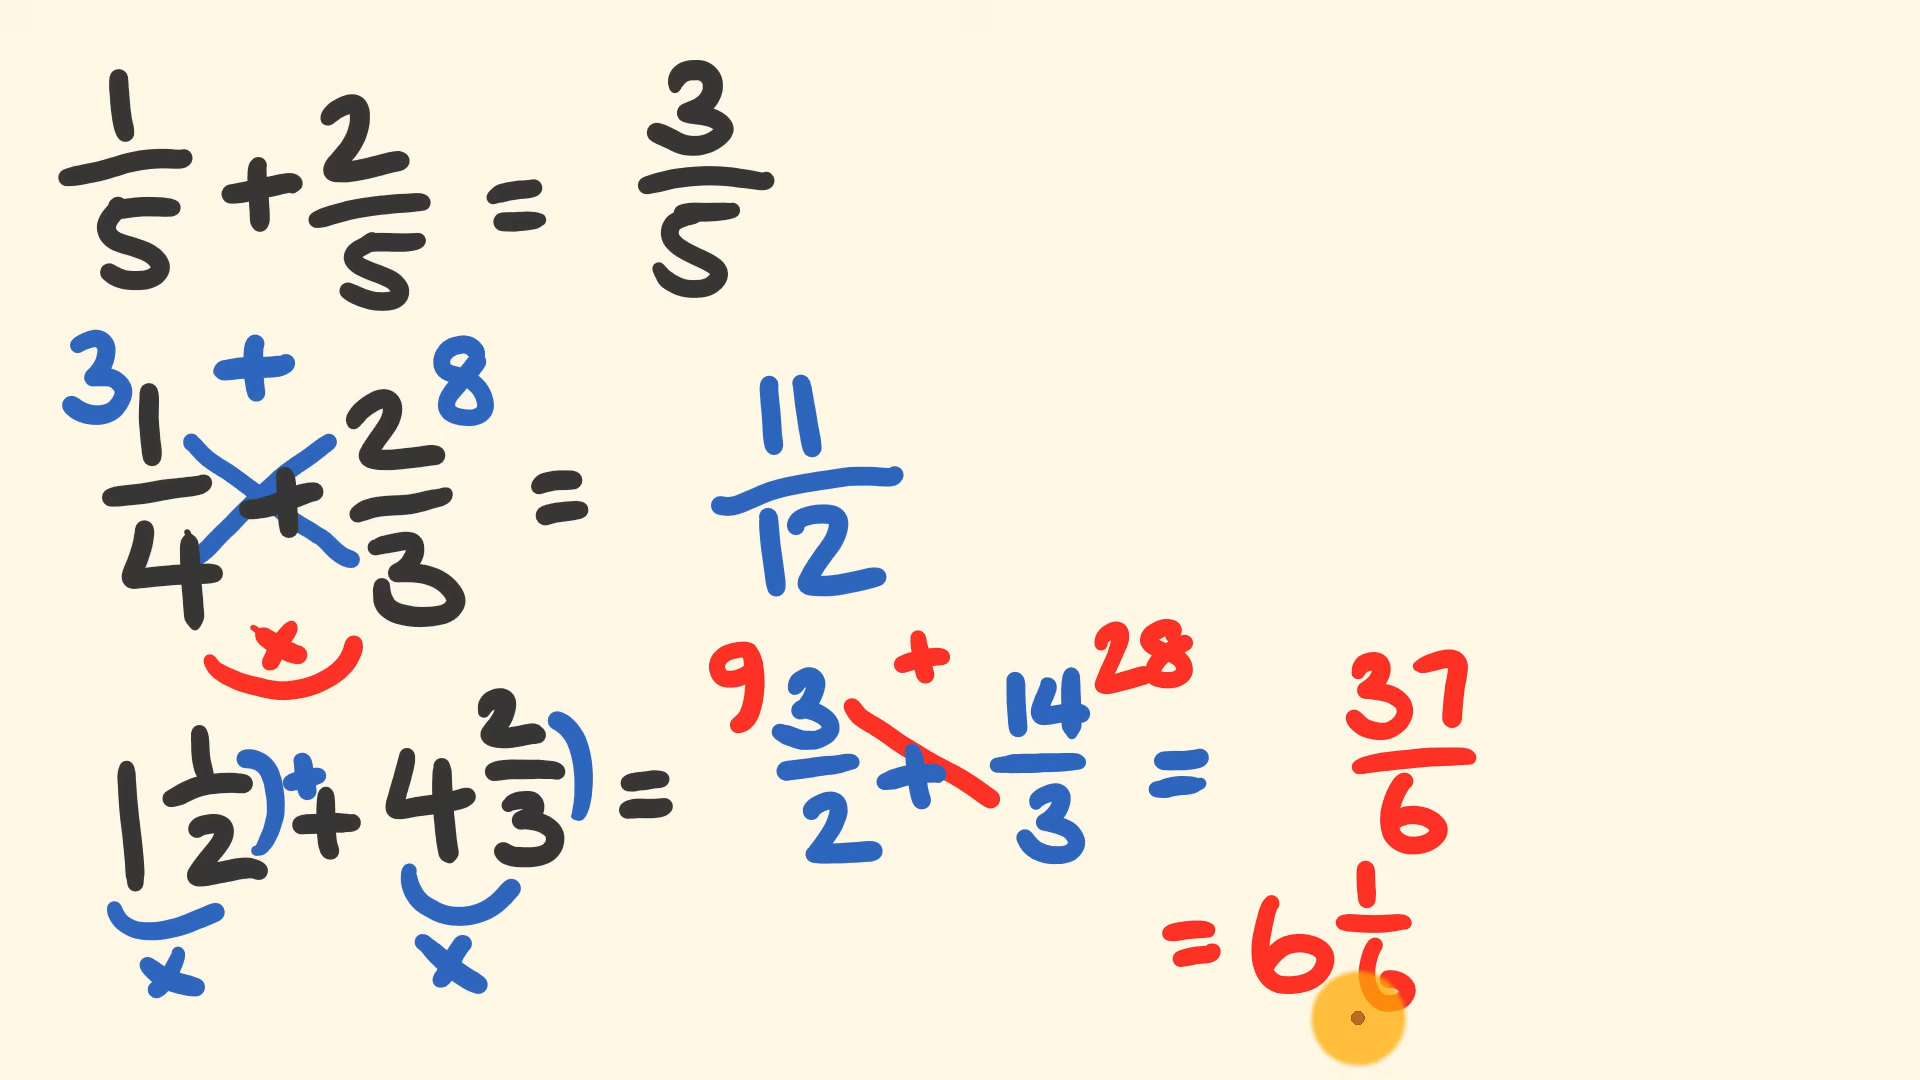 1/5 + 2/5 = 3/5
3 + 8
1/4 + 2/3 = 11/12
×
9 + 28
1 1/2 + + 4 2/3 = 3/2 + 14/3 = 37/6
× ×
= 6 1/6